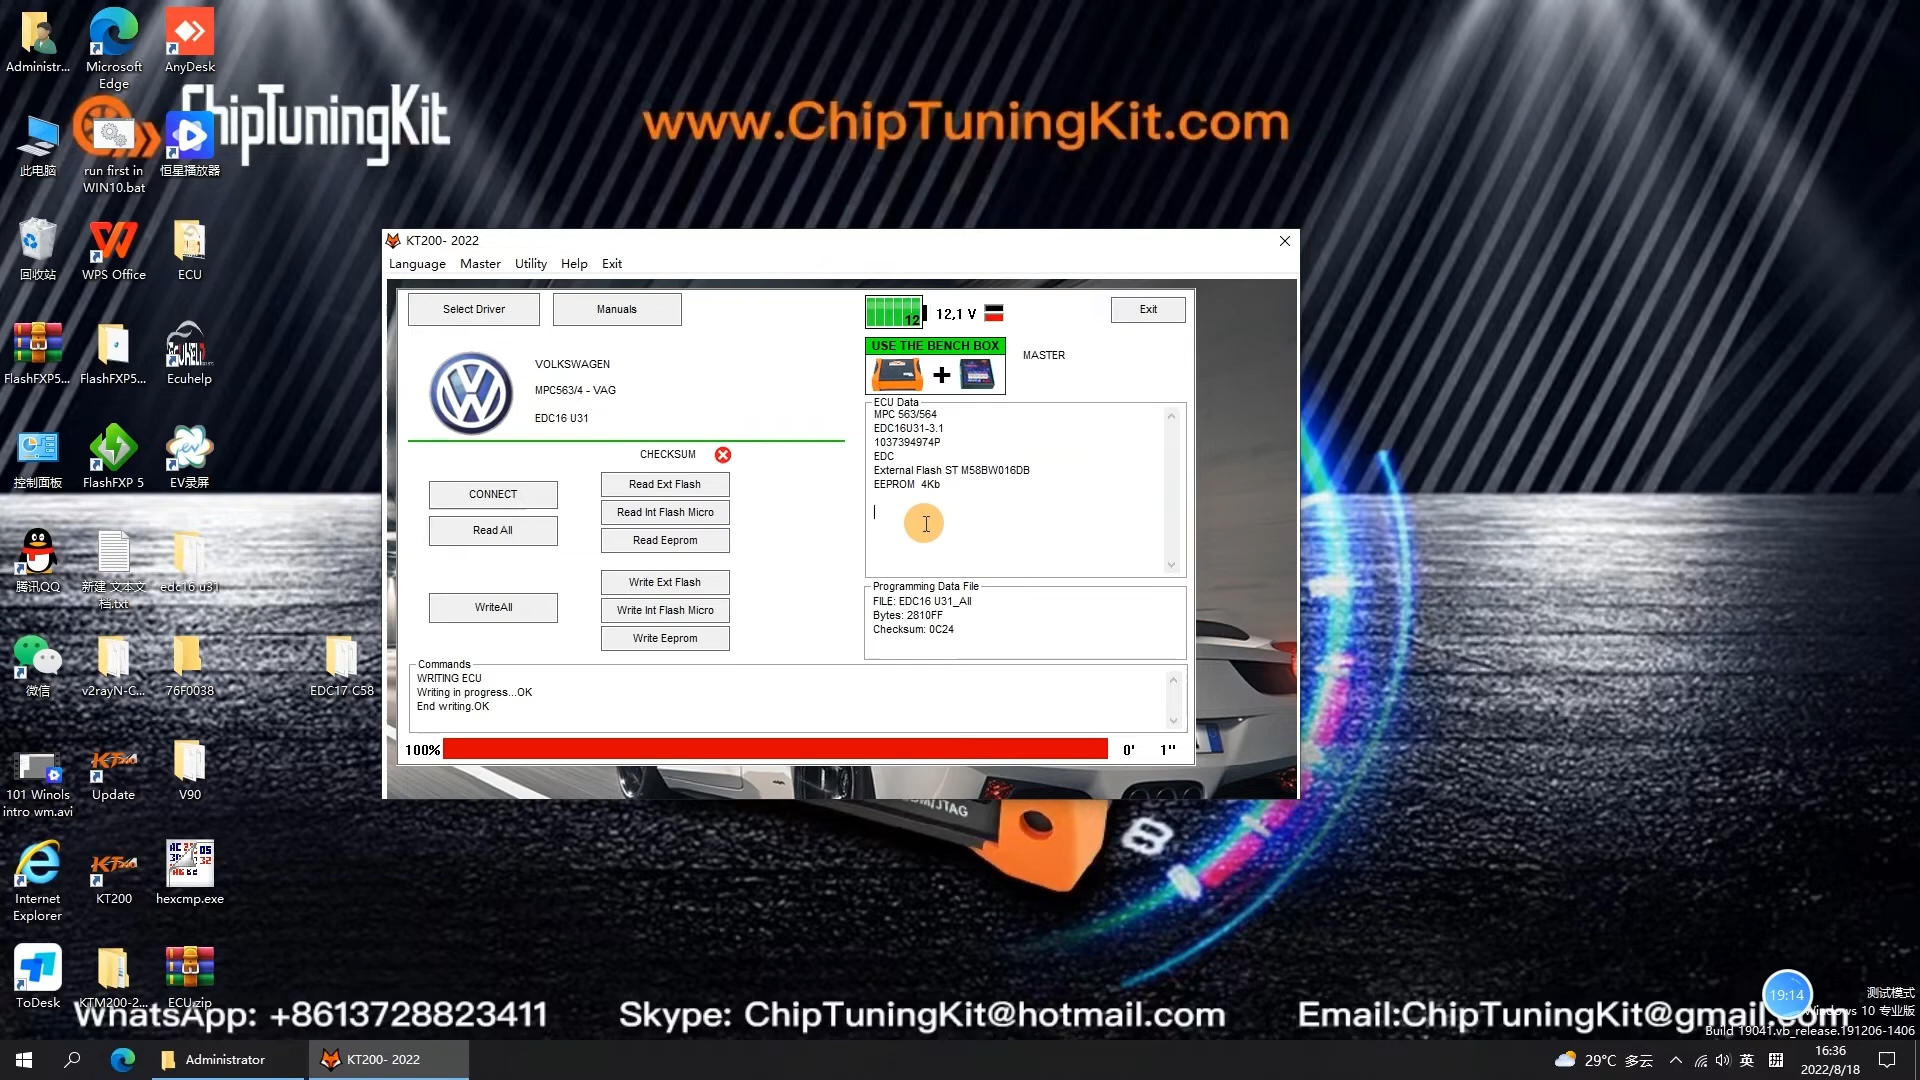 Administr...
Microsoft
Edge
AnyDesk
ChipTuningKit
www.ChipTuningKit.com
此电脑
run first in
WIN10.bat
恒星播放器
回收站
WPS Office
ECU
FlashFXP5...
FlashFXP5...
Ecuhelp
控制面板
FlashFXP 5
EV录屏
腾讯QQ
新建 文本文
档.txt
edc16 u31
微信
v2rayN-C...
76F0038
EDC17 C58
101 Winols
intro wm.avi
Update
V90
Internet
Explorer
KT200
hexcmp.exe
ToDesk
KTM200-2...
ECU.zip
KT200- 2022
Language
Master
Utility
Help
Exit
Select Driver
Manuals
12
12,1 V
Exit
USE THE BENCH BOX
MASTER
VOLKSWAGEN
MPC563/4 - VAG
EDC16 U31
CHECKSUM
CONNECT
Read All
WriteAll
Read Ext Flash
Read Int Flash Micro
Read Eeprom
Write Ext Flash
Write Int Flash Micro
Write Eeprom
ECU Data
MPC 563/564
EDC16U31-3.1
1037394974P
EDC
External Flash ST M58BW016DB
EEPROM 4Kb
Programming Data File
FILE: EDC16 U31_All
Bytes: 2810FF
Checksum: 0C24
Commands
WRITING ECU
Writing in progress...OK
End writing.OK
100%
0' 1''
/JTAG
8
WhatsApp: +8613728823411
Skype: ChipTuningKit@hotmail.com
Email:ChipTuningKit@gmail
19:14
测试模式
Windows 10 专业版
Build 19041.vb_release.191206-1406
Administrator
KT200- 2022
29°C 多云
英
拼
16:36
2022/8/18